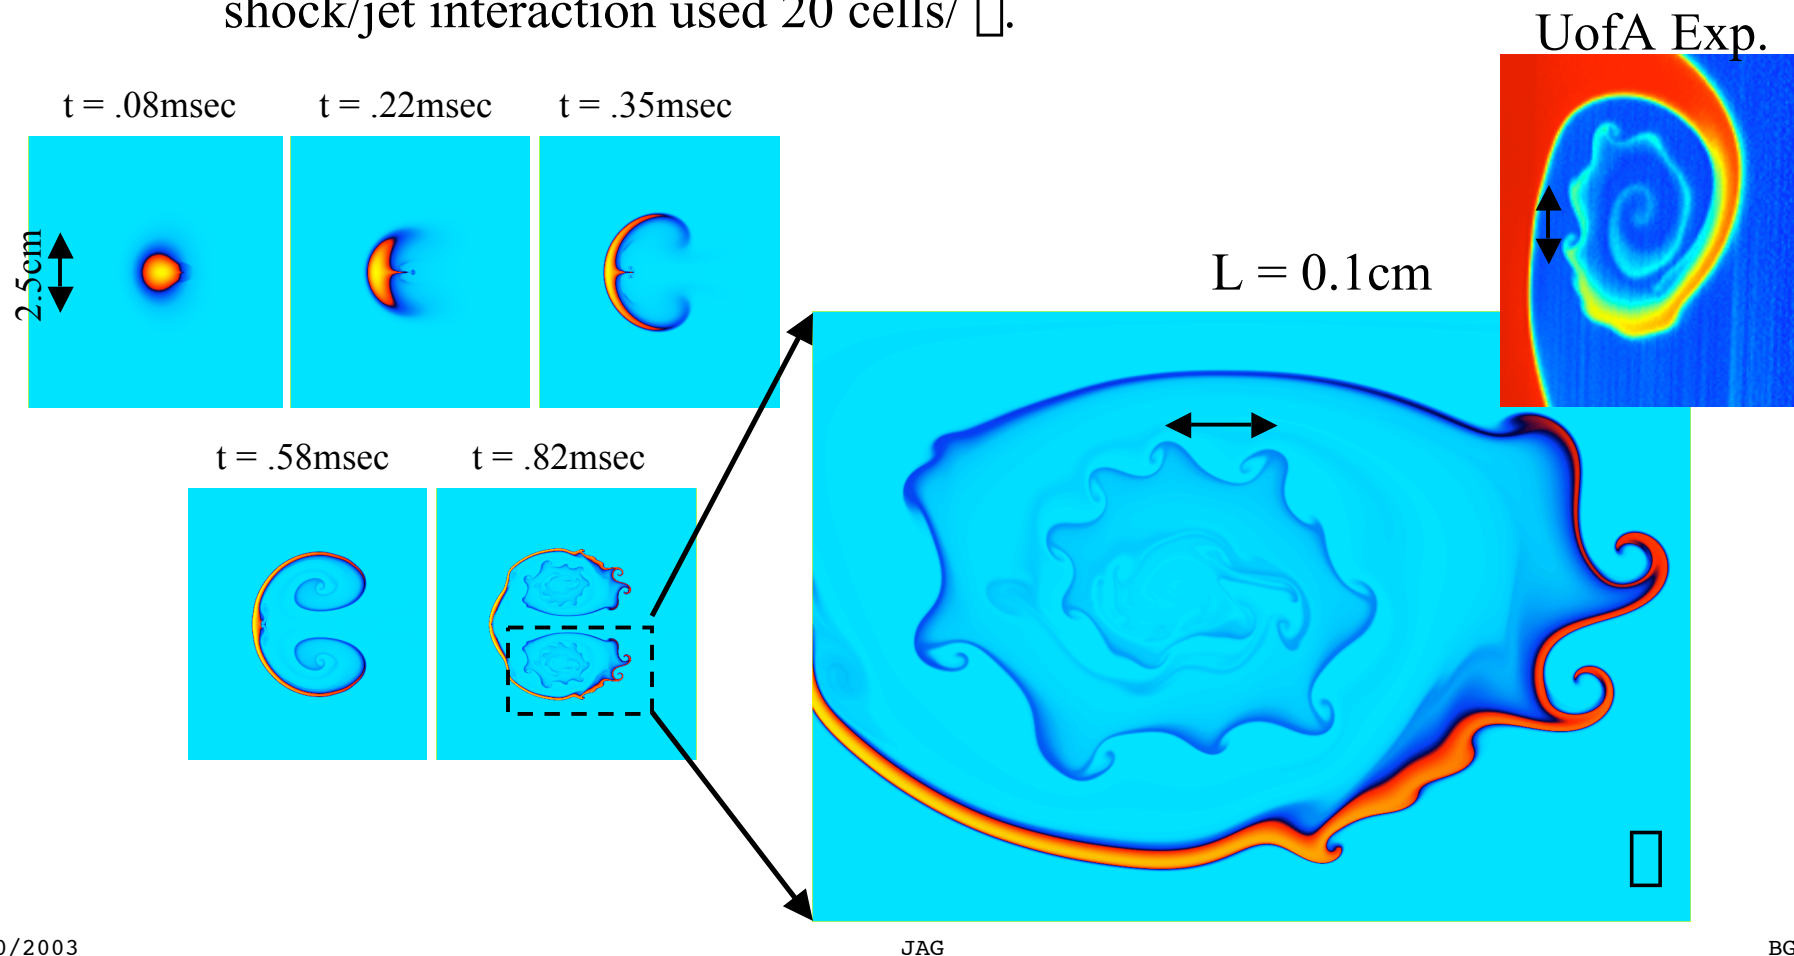 shock/jet interaction used 20 cells/ .
UofA Exp.
t = .08msec
t = .22msec
t = .35msec
2.5cm
L = 0.1cm
t = .58msec
t = .82msec
0/2003
JAG
BG